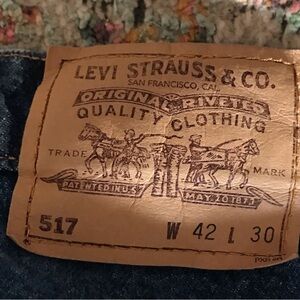 LEVI STRAUSS & CO.
SAN FRANCISCO, CAL.
ORIGINAL RIVETED
QUALITY CLOTHING
TRADE MARK
PATENTED IN U.S. MAY 20 1873
517 W 42 L 30